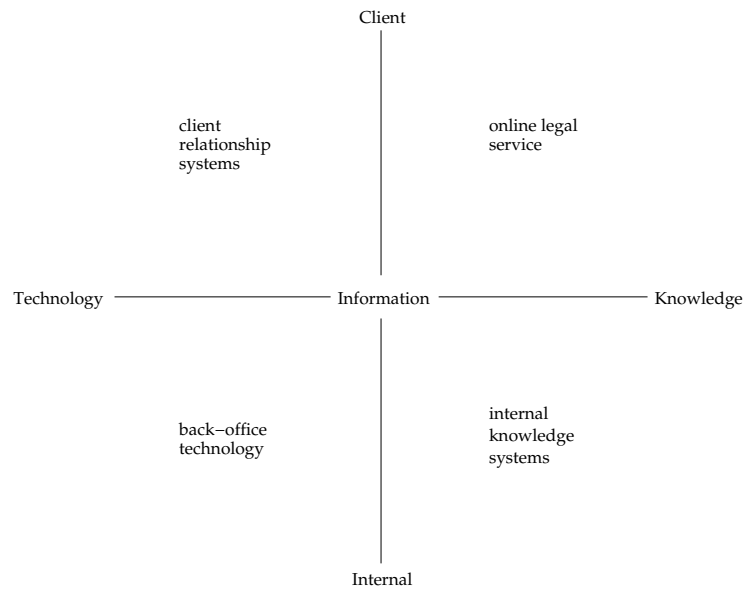 Client
client
relationship
systems
online legal
service
Technology
Information
Knowledge
back−office
technology
internal
knowledge
systems
Internal